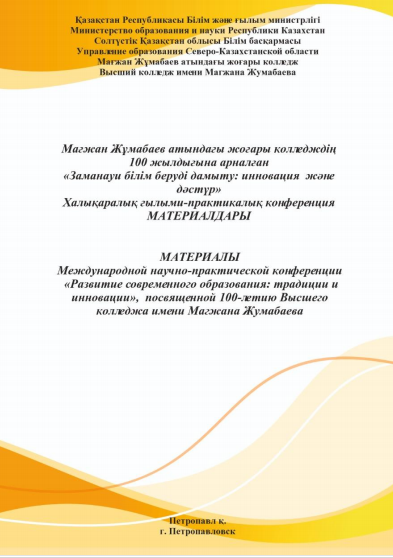 Қазақстан Республикасы Білім және ғылым министрлігі
Министерство образования и науки Республики Казахстан
Солтүстік Қазақстан облысы Білім басқармасы
Управление образования Северо-Казахстанской области
Мағжан Жұмабаев атындағы жоғары колледж
Высший колледж имени Магжана Жумабаева
Мағжан Жұмабаев атындағы жоғары колледждің
100 жылдығына арналған
«Заманауи білім беруді дамыту: инновация және
дәстүр»
Халықаралық ғылыми-практикалық конференция
МАТЕРИАЛДАРЫ
МАТЕРИАЛЫ
Международной научно-практической конференции
«Развитие современного образования: традиции и
инновации», посвященной 100-летию Высшего
колледжа имени Магжана Жумабаева
Петропавл қ.
г. Петропавловск